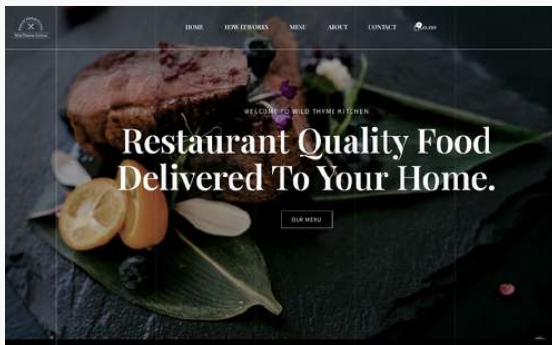 HOME HOW IT WORKS MENU ABOUT CONTACT
WELCOME TO WILD THYME KITCHEN
Restaurant Quality Food
Delivered To Your Home.
OUR MENU